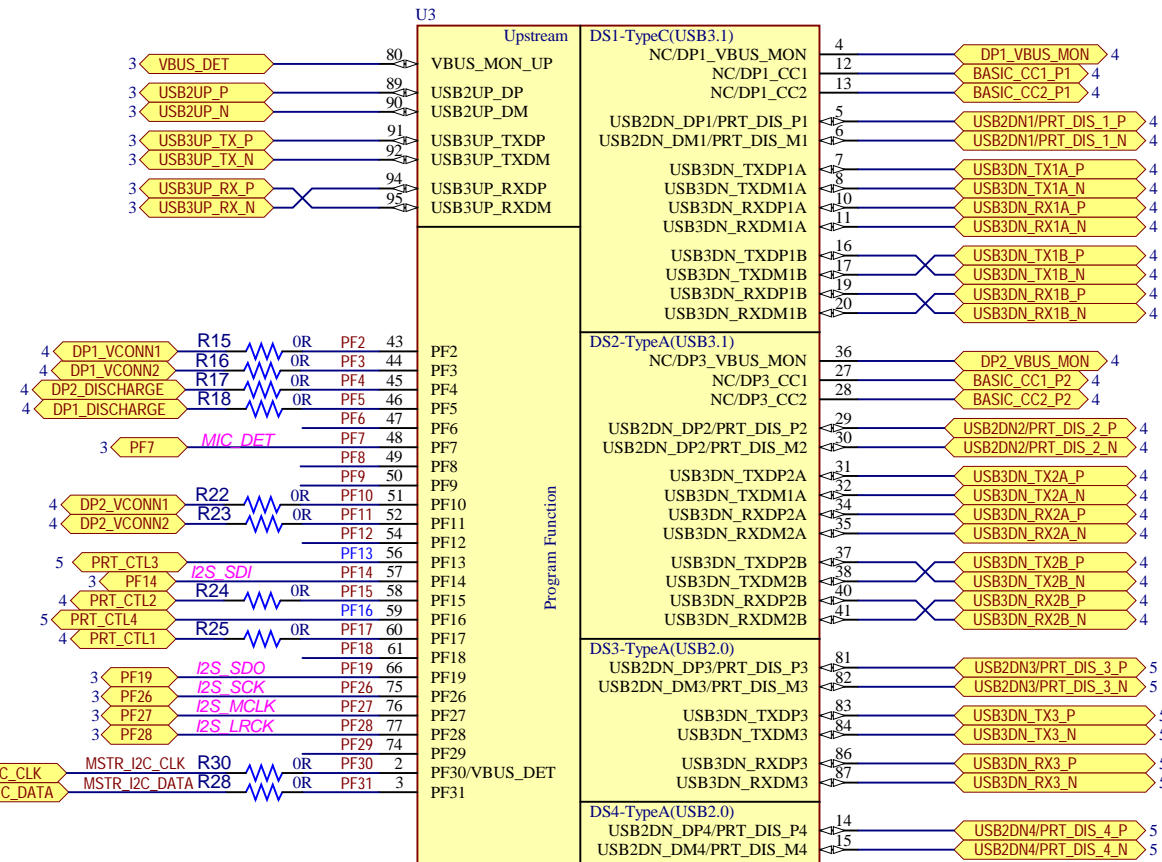 U3
Upstream
3 VBUS_DET 80 VBUS_MON_UP
3 USB2UP_P 89 USB2UP_DP
3 USB2UP_N 90 USB2UP_DM
3 USB3UP_TX_P 91 USB3UP_TXDP
3 USB3UP_TX_N 92 USB3UP_TXDM
3 USB3UP_RX_P 94 USB3UP_RXDP
3 USB3UP_RX_N 95 USB3UP_RXDM
4 DP1_VCONN1 R15 0R PF2 43 PF2
4 DP1_VCONN2 R16 0R PF3 44 PF3
4 DP2_DISCHARGE R17 0R PF4 45 PF4
4 DP1_DISCHARGE R18 0R PF5 46 PF5
PF6 47 PF6
3 PF7 MIC_DET PF7 48 PF7
PF8 49 PF8
PF9 50 PF9
4 DP2_VCONN1 R22 0R PF10 51 PF10
4 DP2_VCONN2 R23 0R PF11 52 PF11
PF12 54 PF12
5 PRT_CTL3 PF13 56 PF13
3 PF14 I2S_SDI PF14 57 PF14
4 PRT_CTL2 R24 0R PF15 58 PF15
5 PRT_CTL4 PF16 59 PF16
4 PRT_CTL1 R25 0R PF17 60 PF17
PF18 61 PF18
3 PF19 I2S_SDO PF19 66 PF19
3 PF26 I2S_SCK PF26 75 PF26
3 PF27 I2S_MCLK PF27 76 PF27
3 PF28 I2S_LRCK PF28 77 PF28
PF29 74 PF29
C_CLK MSTR_I2C_CLK R30 0R PF30 2 PF30/VBUS_DET
C_DATA MSTR_I2C_DATA R28 0R PF31 3 PF31
Program Function
DS1-TypeC(USB3.1)
NC/DP1_VBUS_MON 4 DP1_VBUS_MON 4
NC/DP1_CC1 12 BASIC_CC1_P1 4
NC/DP1_CC2 13 BASIC_CC2_P1 4
USB2DN_DP1/PRT_DIS_P1 5 USB2DN1/PRT_DIS_1_P 4
USB2DN_DM1/PRT_DIS_M1 6 USB2DN1/PRT_DIS_1_N 4
USB3DN_TXDP1A 7 USB3DN_TX1A_P 4
USB3DN_TXDM1A 8 USB3DN_TX1A_N 4
USB3DN_RXDP1A 10 USB3DN_RX1A_P 4
USB3DN_RXDM1A 11 USB3DN_RX1A_N 4
USB3DN_TXDP1B 16 USB3DN_TX1B_P 4
USB3DN_TXDM1B 17 USB3DN_TX1B_N 4
USB3DN_RXDP1B 19 USB3DN_RX1B_P 4
USB3DN_RXDM1B 20 USB3DN_RX1B_N 4
DS2-TypeA(USB3.1)
NC/DP3_VBUS_MON 36 DP2_VBUS_MON 4
NC/DP3_CC1 27 BASIC_CC1_P2 4
NC/DP3_CC2 28 BASIC_CC2_P2 4
USB2DN_DP2/PRT_DIS_P2 29 USB2DN2/PRT_DIS_2_P 4
USB2DN_DP2/PRT_DIS_M2 30 USB2DN2/PRT_DIS_2_N 4
USB3DN_TXDP2A 31 USB3DN_TX2A_P 4
USB3DN_TXDM1A 32 USB3DN_TX2A_N 4
USB3DN_RXDP2A 34 USB3DN_RX2A_P 4
USB3DN_RXDM2A 35 USB3DN_RX2A_N 4
USB3DN_TXDP2B 37 USB3DN_TX2B_P 4
USB3DN_TXDM2B 38 USB3DN_TX2B_N 4
USB3DN_RXDP2B 40 USB3DN_RX2B_P 4
USB3DN_RXDM2B 41 USB3DN_RX2B_N 4
DS3-TypeA(USB2.0)
USB2DN_DP3/PRT_DIS_P3 81 USB2DN3/PRT_DIS_3_P 5
USB2DN_DM3/PRT_DIS_M3 82 USB2DN3/PRT_DIS_3_N 5
USB3DN_TXDP3 83 USB3DN_TX3_P 5
USB3DN_TXDM3 84 USB3DN_TX3_N
USB3DN_RXDP3 86 USB3DN_RX3_P
USB3DN_RXDM3 87 USB3DN_RX3_N
DS4-TypeA(USB2.0)
USB2DN_DP4/PRT_DIS_P4 14 USB2DN4/PRT_DIS_4_P 5
USB2DN_DM4/PRT_DIS_M4 15 USB2DN4/PRT_DIS_4_N 5